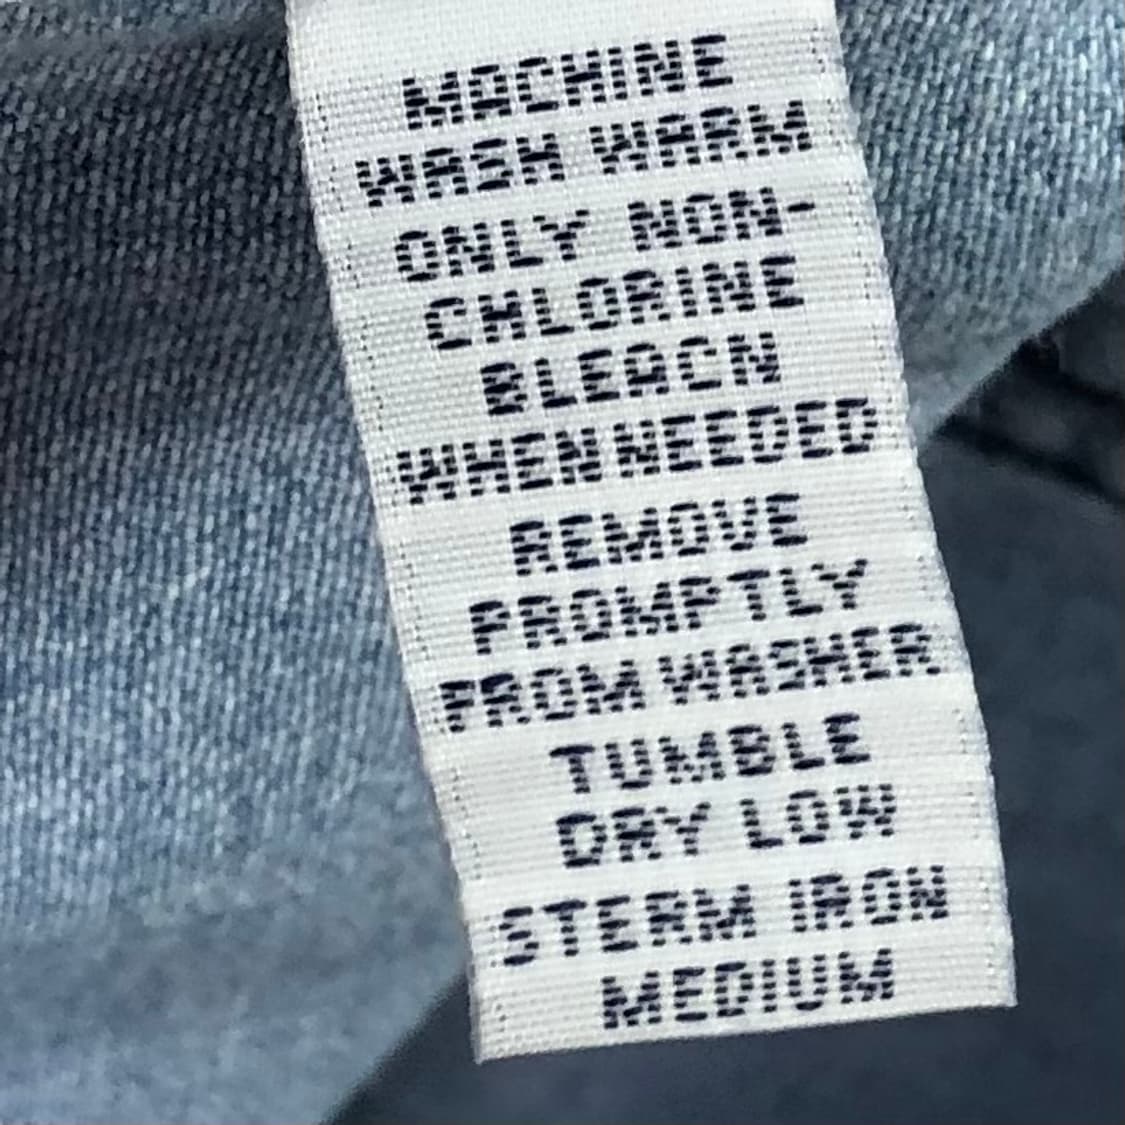 MACHINE
WASH WARM
ONLY NON-
CHLORINE
BLEACN
WHEN NEEDED
REMOVE
PROMPTLY
FROM WASHER
TUMBLE
DRY LOW
STERM IRON
MEDIUM